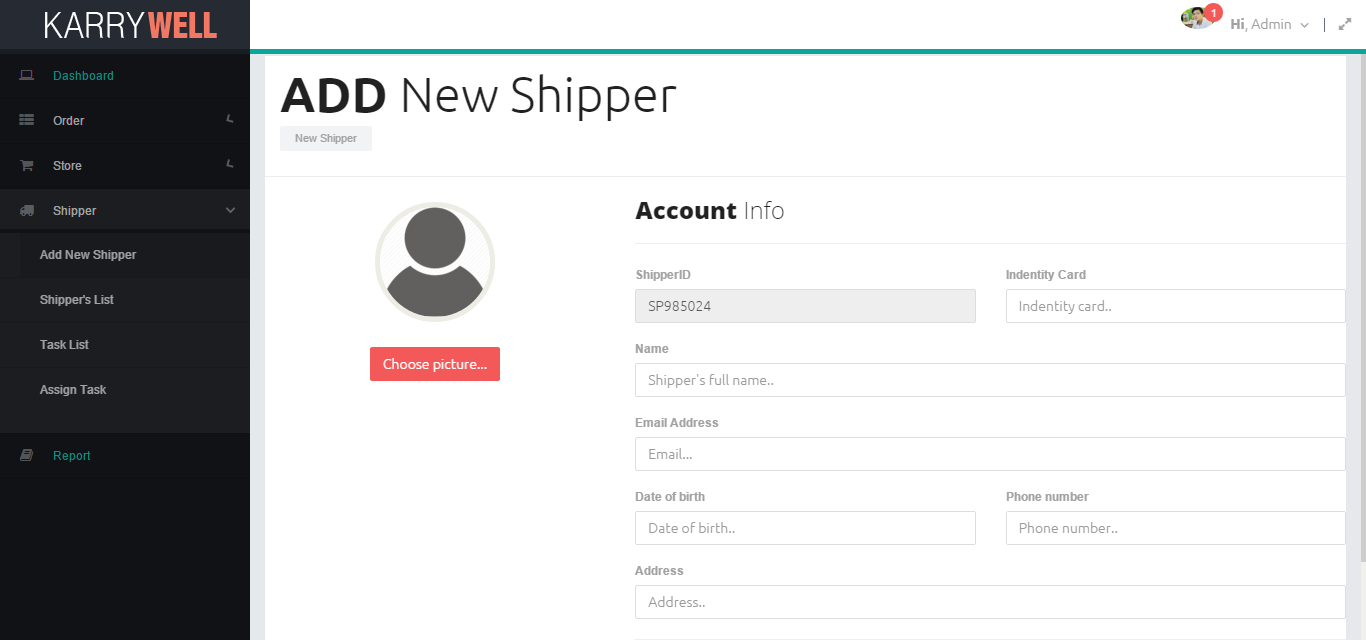 KARRYWELL
1
Hi, Admin
Dashboard
Order
Store
Shipper
Add New Shipper
Shipper's List
Task List
Assign Task
Report
ADD New Shipper
New Shipper
Choose picture...
Account Info
ShipperID
Indentity Card
SP985024
Indentity card..
Name
Shipper's full name..
Email Address
Email...
Date of birth
Phone number
Date of birth..
Phone number..
Address
Address..